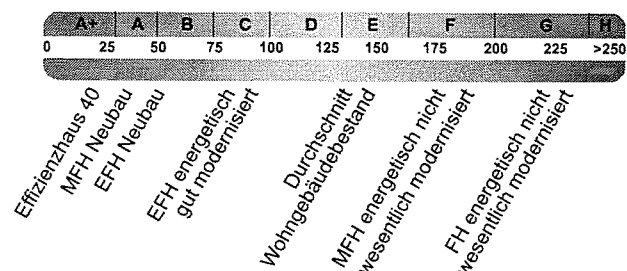 A+ A B C D E F G H
0 25 50 75 100 125 150 175 200 225 >250
Effizienzhaus 40
MFH Neubau
EFH Neubau
EFH energetisch
gut modernisiert
Durchschnitt
Wohngebäudebestand
MFH energetisch nicht
wesentlich modernisiert
FH energetisch nicht
wesentlich modernisiert